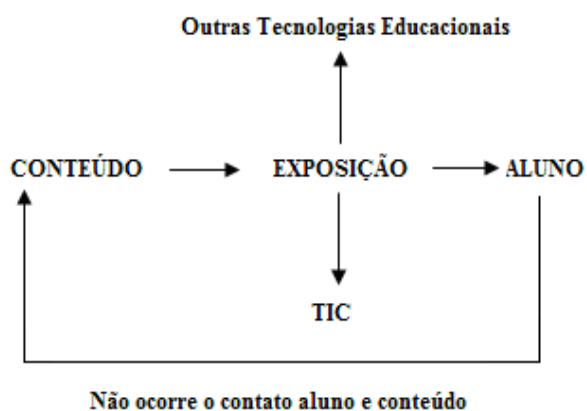 Outras Tecnologias Educacionais
CONTEÚDO EXPOSIÇÃO ALUNO
TIC
Não ocorre o contato aluno e conteúdo